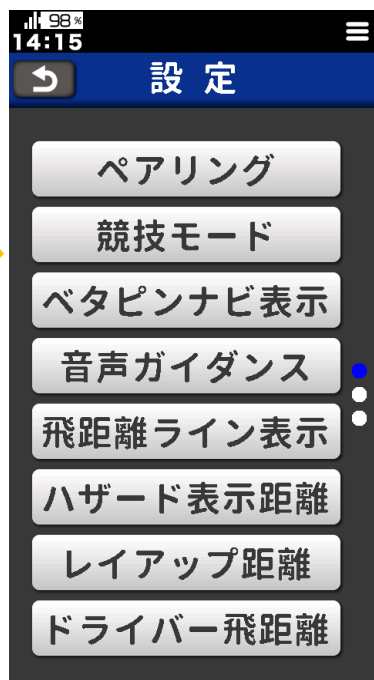 98%
14:15
設定
ペアリング
競技モード
ベタピンナビ表示
音声ガイダンス
飛距離ライン表示
ハザード表示距離
レイアップ距離
ドライバー飛距離